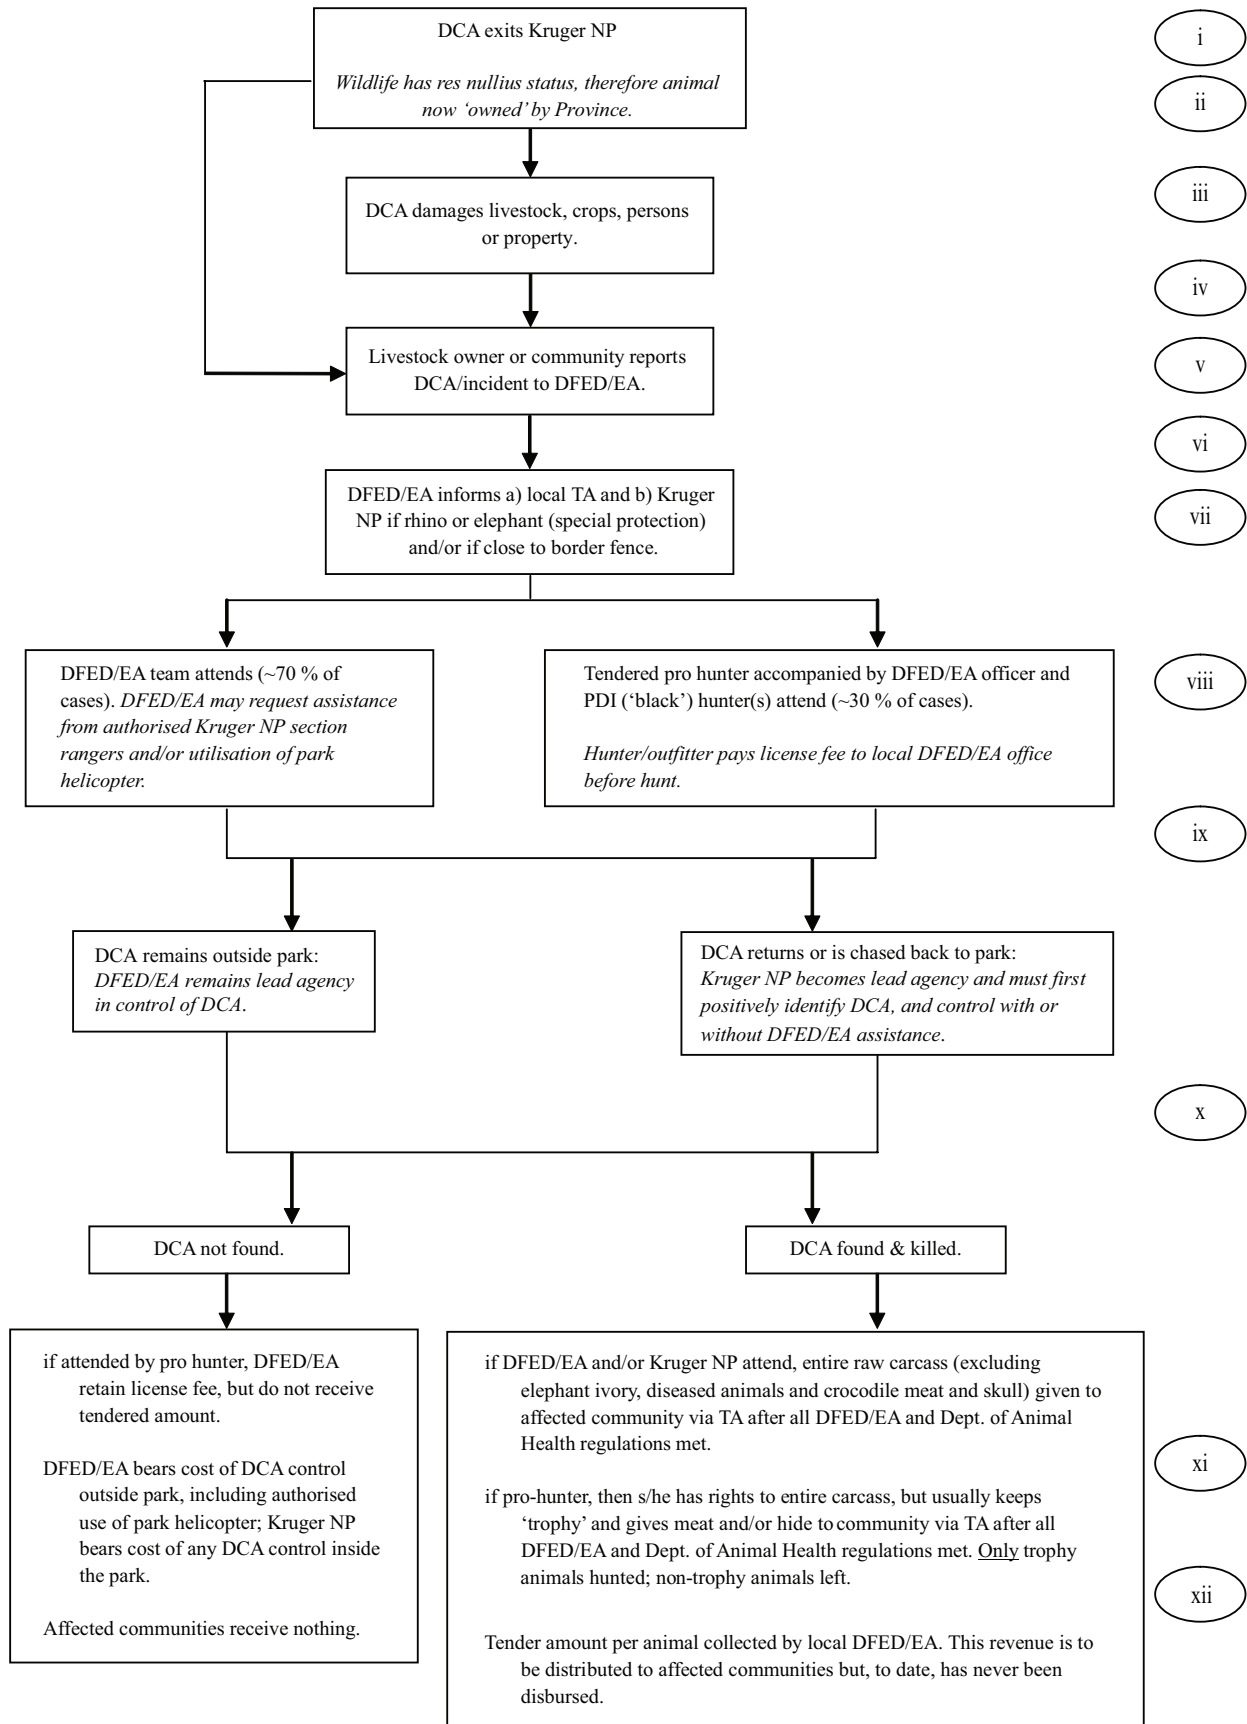 DCA exits Kruger NP
Wildlife has res nullius status, therefore animal
now ‘owned’ by Province.
i
ii
DCA damages livestock, crops, persons
or property.
iii
iv
Livestock owner or community reports
DCA/incident to DFED/EA.
v
vi
DFED/EA informs a) local TA and b) Kruger
NP if rhino or elephant (special protection)
and/or if close to border fence.
vii
DFED/EA team attends (~70 % of
cases). DFED/EA may request assistance
from authorised Kruger NP section
rangers and/or utilisation of park
helicopter.
Tendered pro hunter accompanied by DFED/EA officer and
PDI (‘black’) hunter(s) attend (~30 % of cases).
Hunter/outfitter pays license fee to local DFED/EA office
before hunt.
viii
ix
DCA remains outside park:
DFED/EA remains lead agency
in control of DCA.
DCA returns or is chased back to park:
Kruger NP becomes lead agency and must first
positively identify DCA, and control with or
without DFED/EA assistance.
x
DCA not found.
DCA found & killed.
if attended by pro hunter, DFED/EA
retain license fee, but do not receive
tendered amount.
DFED/EA bears cost of DCA control
outside park, including authorised
use of park helicopter; Kruger NP
bears cost of any DCA control inside
the park.
Affected communities receive nothing.
if DFED/EA and/or Kruger NP attend, entire raw carcass (excluding
elephant ivory, diseased animals and crocodile meat and skull) given to
affected community via TA after all DFED/EA and Dept. of Animal
Health regulations met.
if pro-hunter, then s/he has rights to entire carcass, but usually keeps
‘trophy’ and gives meat and/or hide to community via TA after all
DFED/EA and Dept. of Animal Health regulations met. Only trophy
animals hunted; non-trophy animals left.
Tender amount per animal collected by local DFED/EA. This revenue is to
be distributed to affected communities but, to date, has never been
disbursed.
xi
xii